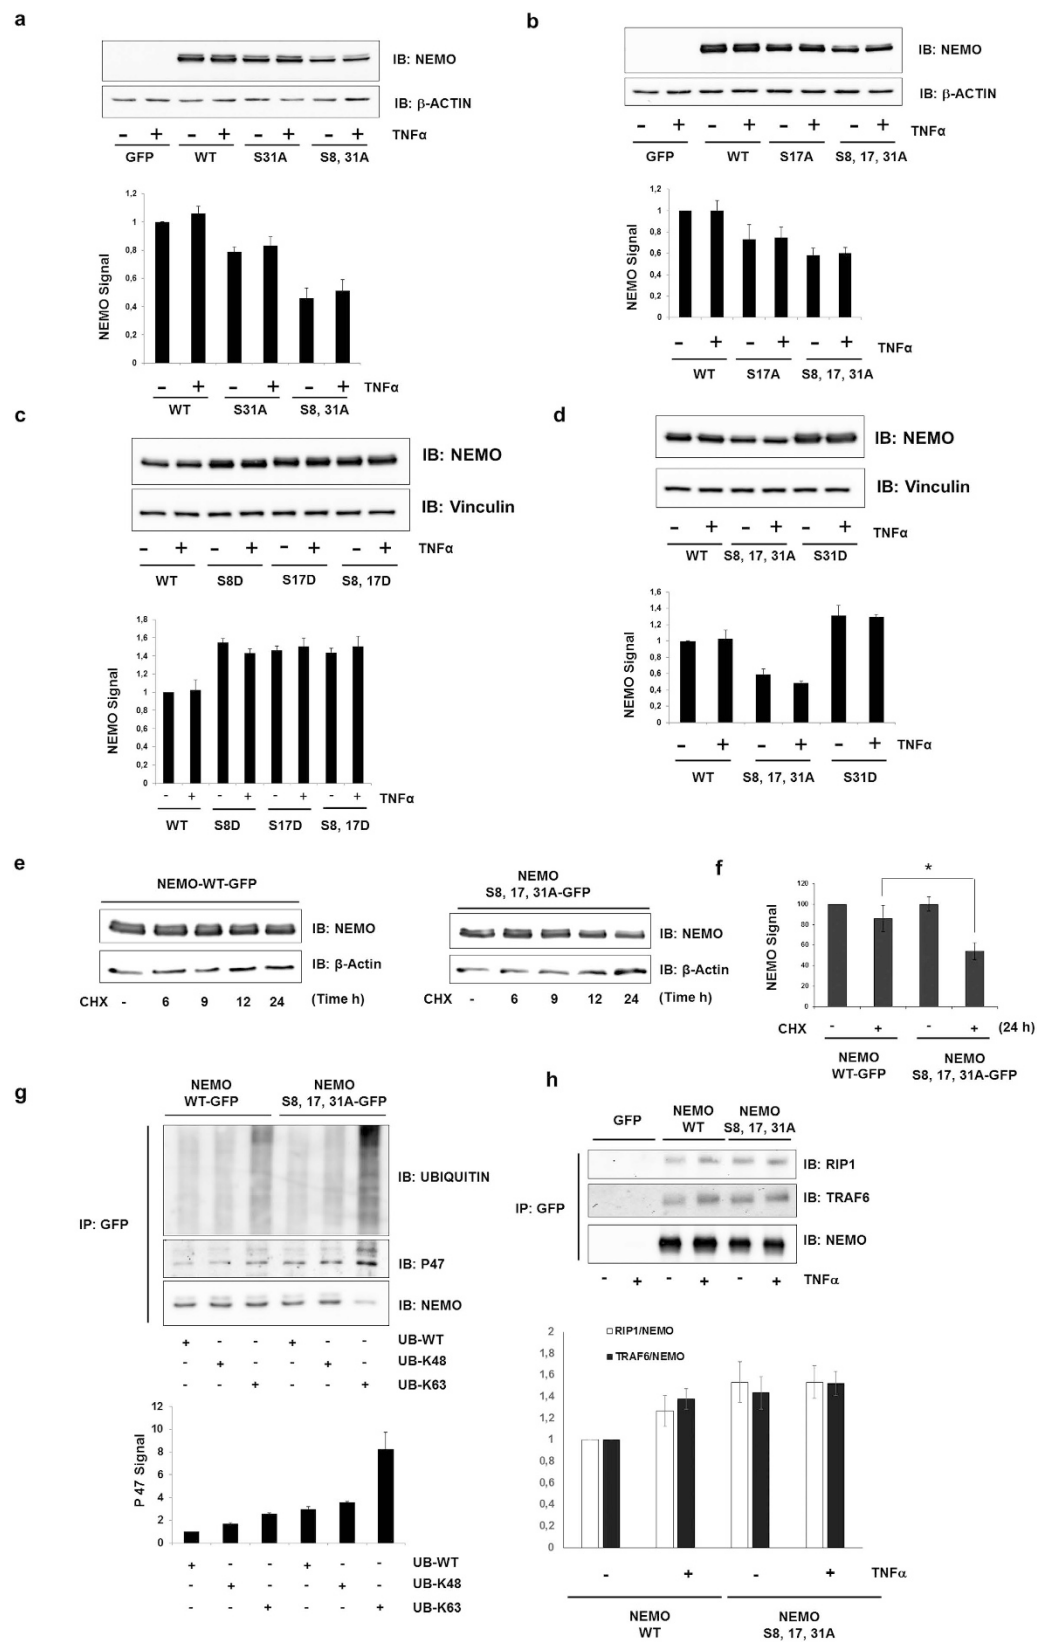 a
IB: NEMO
IB: β-ACTIN
- + - + - + - + TNFα
GFP WT S31A S8, 31A
1,2
1
0,8
0,6
0,4
0,2
0
NEMO Signal
- + - + - + TNFα
WT S31A S8, 31A
b
IB: NEMO
IB: β-ACTIN
- + - + - + - + TNFα
GFP WT S17A S8, 17, 31A
1,2
1
0,8
0,6
0,4
0,2
0
NEMO Signal
- + - + - + TNFα
WT S17A S8, 17, 31A
c
IB: NEMO
IB: Vinculin
- + - + - + - + TNFα
WT S8D S17D S8, 17D
1,8
1,6
1,4
1,2
1
0,8
0,6
0,4
0,2
0
NEMO Signal
- + - + - + - + TNFα
WT S8D S17D S8, 17D
d
IB: NEMO
IB: Vinculin
- + - + - + TNFα
WT S8, 17, 31A S31D
1,6
1,4
1,2
1
0,8
0,6
0,4
0,2
0
NEMO Signal
- + - + - + TNFα
WT S8, 17, 31A S31D
e
NEMO-WT-GFP
IB: NEMO
IB: β-Actin
CHX - 6 9 12 24 (Time h)
NEMO
S8, 17, 31A-GFP
IB: NEMO
IB: β-Actin
CHX - 6 9 12 24 (Time h)
f
*
120
100
80
60
40
20
0
NEMO Signal
CHX - + - + (24 h)
NEMO NEMO
WT-GFP S8, 17, 31A-GFP
g
NEMO NEMO
WT-GFP S8, 17, 31A-GFP
IB: UBIQUITIN
IP: GFP
IB: P47
IB: NEMO
+ - - + - - UB-WT
- + - - + - UB-K48
- - + - - + UB-K63
12
10
8
6
4
2
0
P 47 Signal
+ - - + - - UB-WT
- + - - + - UB-K48
- - + - - + UB-K63
h
GFP NEMO NEMO
WT S8, 17, 31A
IB: RIP1
IP: GFP
IB: TRAF6
IB: NEMO
- + - + - + TNFα
2
1,8
1,6
1,4
1,2
1
0,8
0,6
0,4
0,2
0
RIP1/NEMO
TRAF6/NEMO
- + - + TNFα
NEMO NEMO
WT S8, 17, 31A